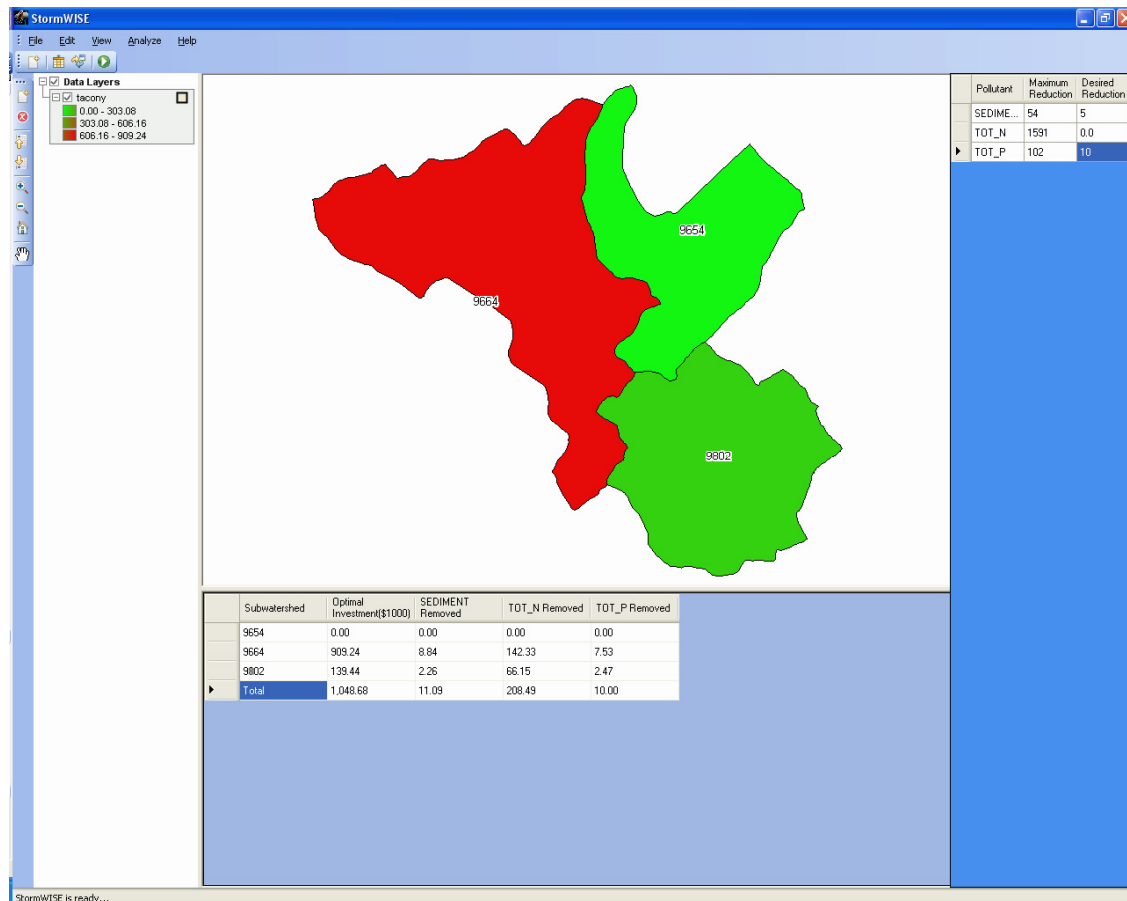 StormWISE
File Edit View Analyze Help
Data Layers
tacony
0.00 - 303.08
303.08 - 606.16
606.16 - 909.24
9654
9664
9802
Pollutant Maximum Reduction Desired Reduction
SEDIME... 54 5
TOT_N 1591 0.0
TOT_P 102 10
Subwatershed Optimal Investment($1000) SEDIMENT Removed TOT_N Removed TOT_P Removed
9654 0.00 0.00 0.00 0.00
9664 909.24 8.84 142.33 7.53
9802 139.44 2.26 66.15 2.47
Total 1,048.68 11.09 208.49 10.00
StormWISE is ready...